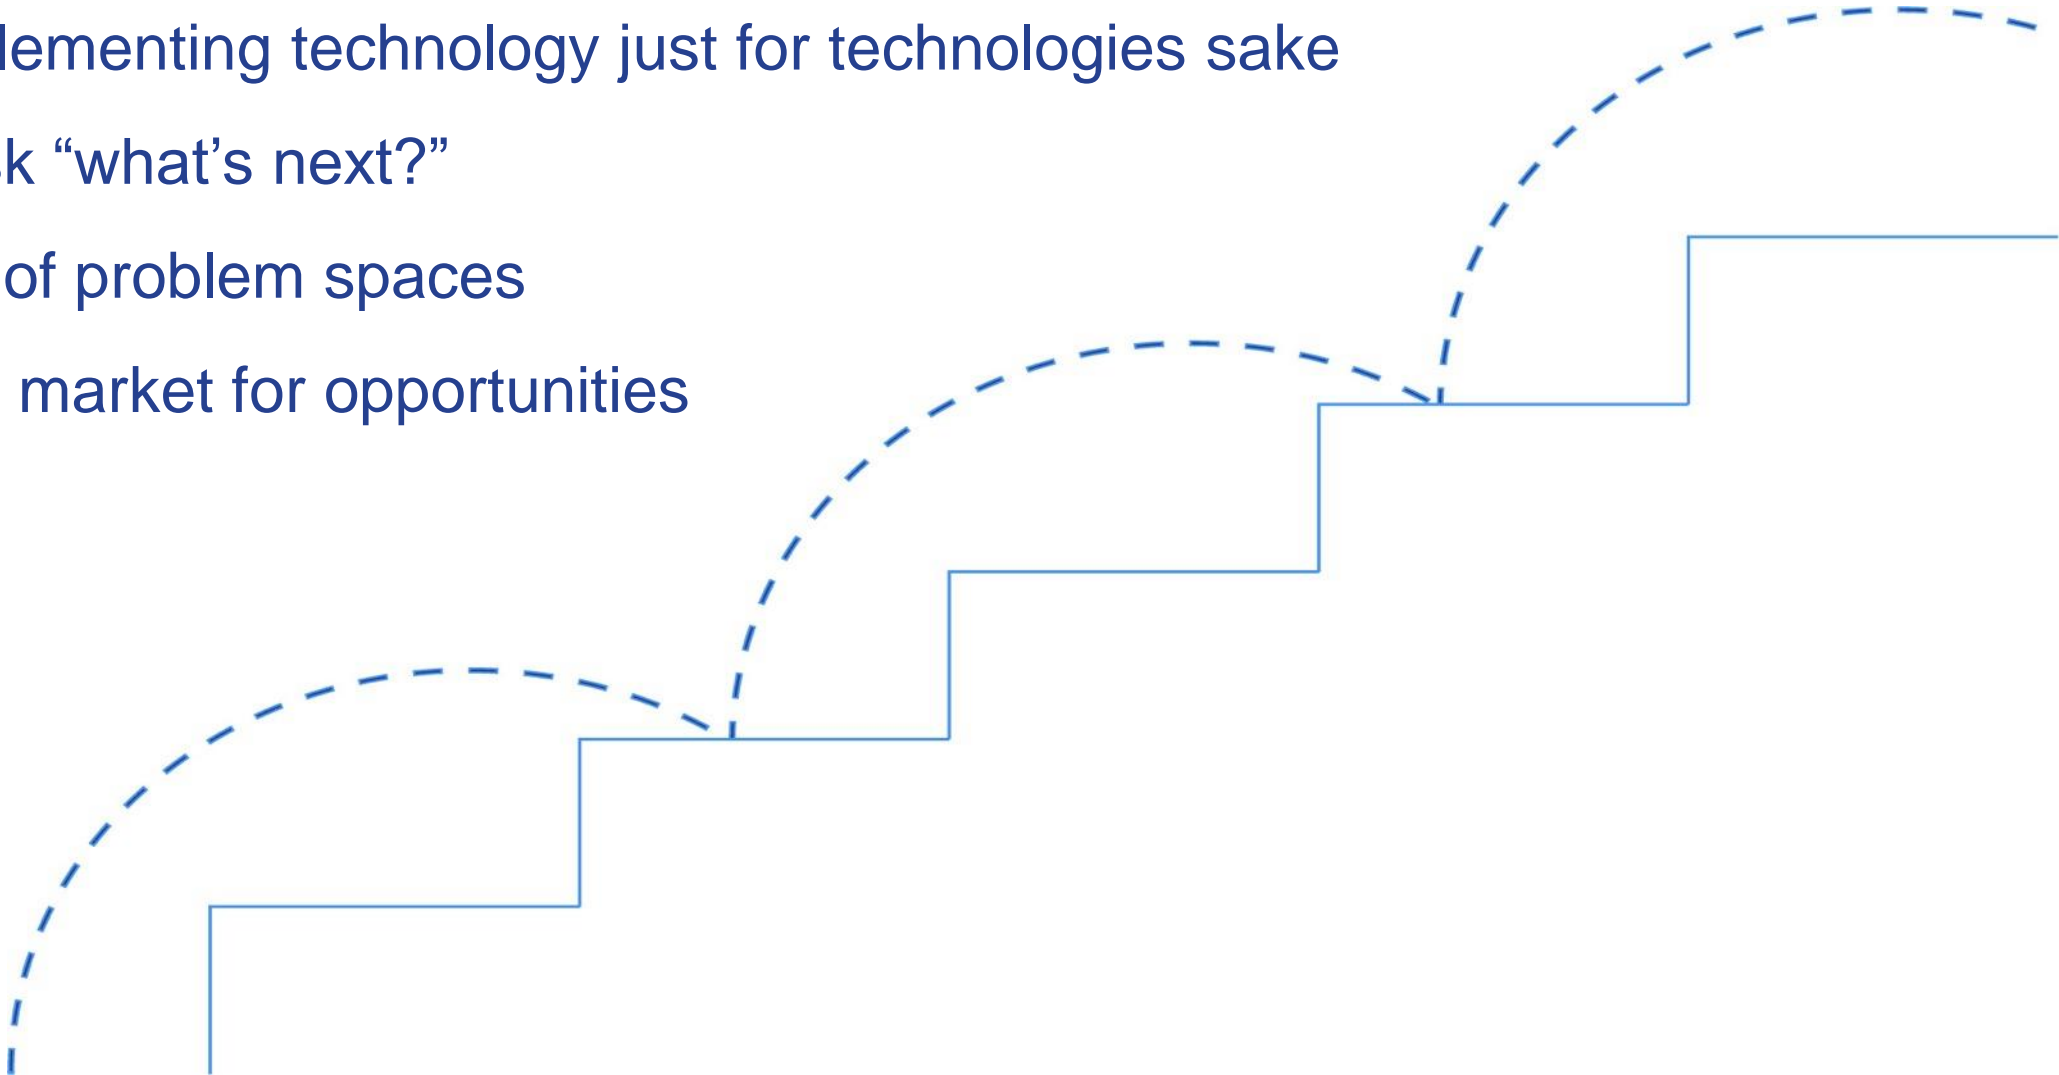 lementing technology just for technologies sake
k “what’s next?”
of problem spaces
market for opportunities